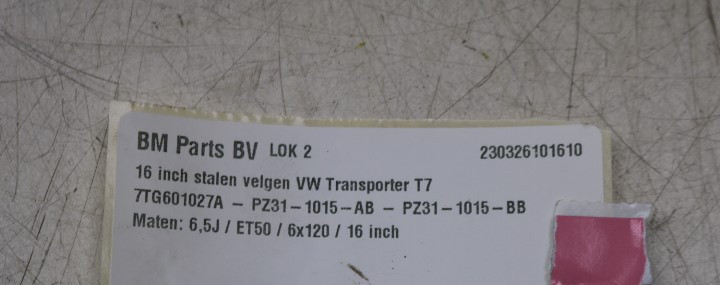 BM Parts BV LOK 2 230326101610
16 inch stalen velgen VW Transporter T7
7TG601027A - PZ31-1015-AB - PZ31-1015-BB
Maten: 6,5J / ET50 / 6x120 / 16 inch